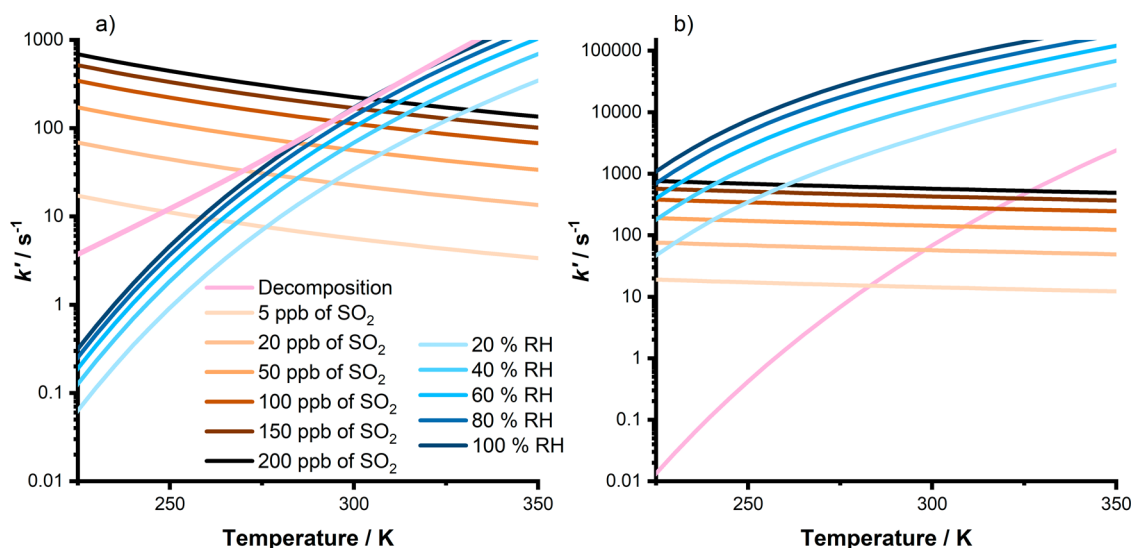 a)
1000
100
10
1
0.1
0.01
k′ / s⁻¹
Decomposition
5 ppb of SO₂
20 ppb of SO₂
50 ppb of SO₂
100 ppb of SO₂
150 ppb of SO₂
200 ppb of SO₂
20 % RH
40 % RH
60 % RH
80 % RH
100 % RH
250
300
350
Temperature / K
b)
100000
10000
1000
100
10
1
0.1
0.01
k′ / s⁻¹
250
300
350
Temperature / K